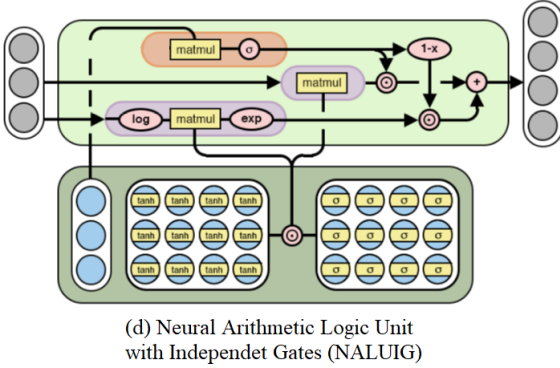 matmul σ 1-x
matmul
log matmul exp +
tanh tanh tanh tanh σ σ σ σ
tanh tanh tanh tanh σ σ σ σ
tanh tanh tanh tanh σ σ σ σ
(d) Neural Arithmetic Logic Unit
with Independet Gates (NALUIG)